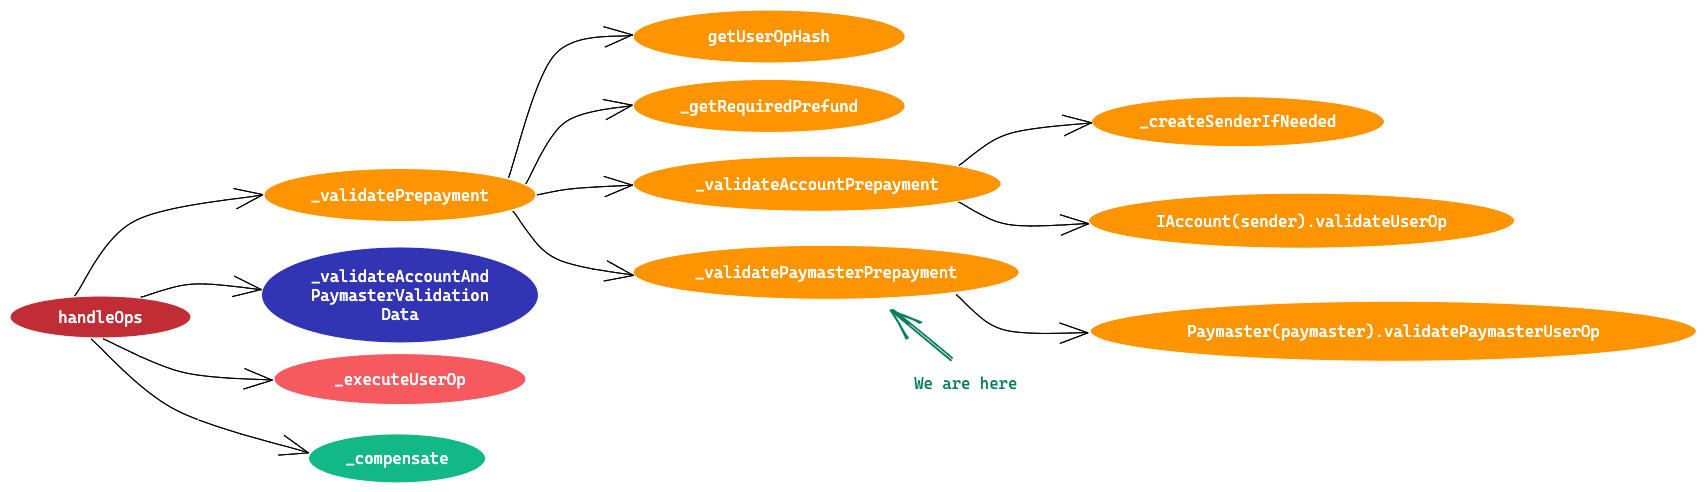 getUserOpHash
_getRequiredPrefund
_createSenderIfNeeded
_validatePrepayment
_validateAccountPrepayment
IAccount(sender).validateUserOp
_validateAccountAnd
PaymasterValidation
Data
_validatePaymasterPrepayment
handleOps
Paymaster(paymaster).validatePaymasterUserOp
_executeUserOp
We are here
_compensate